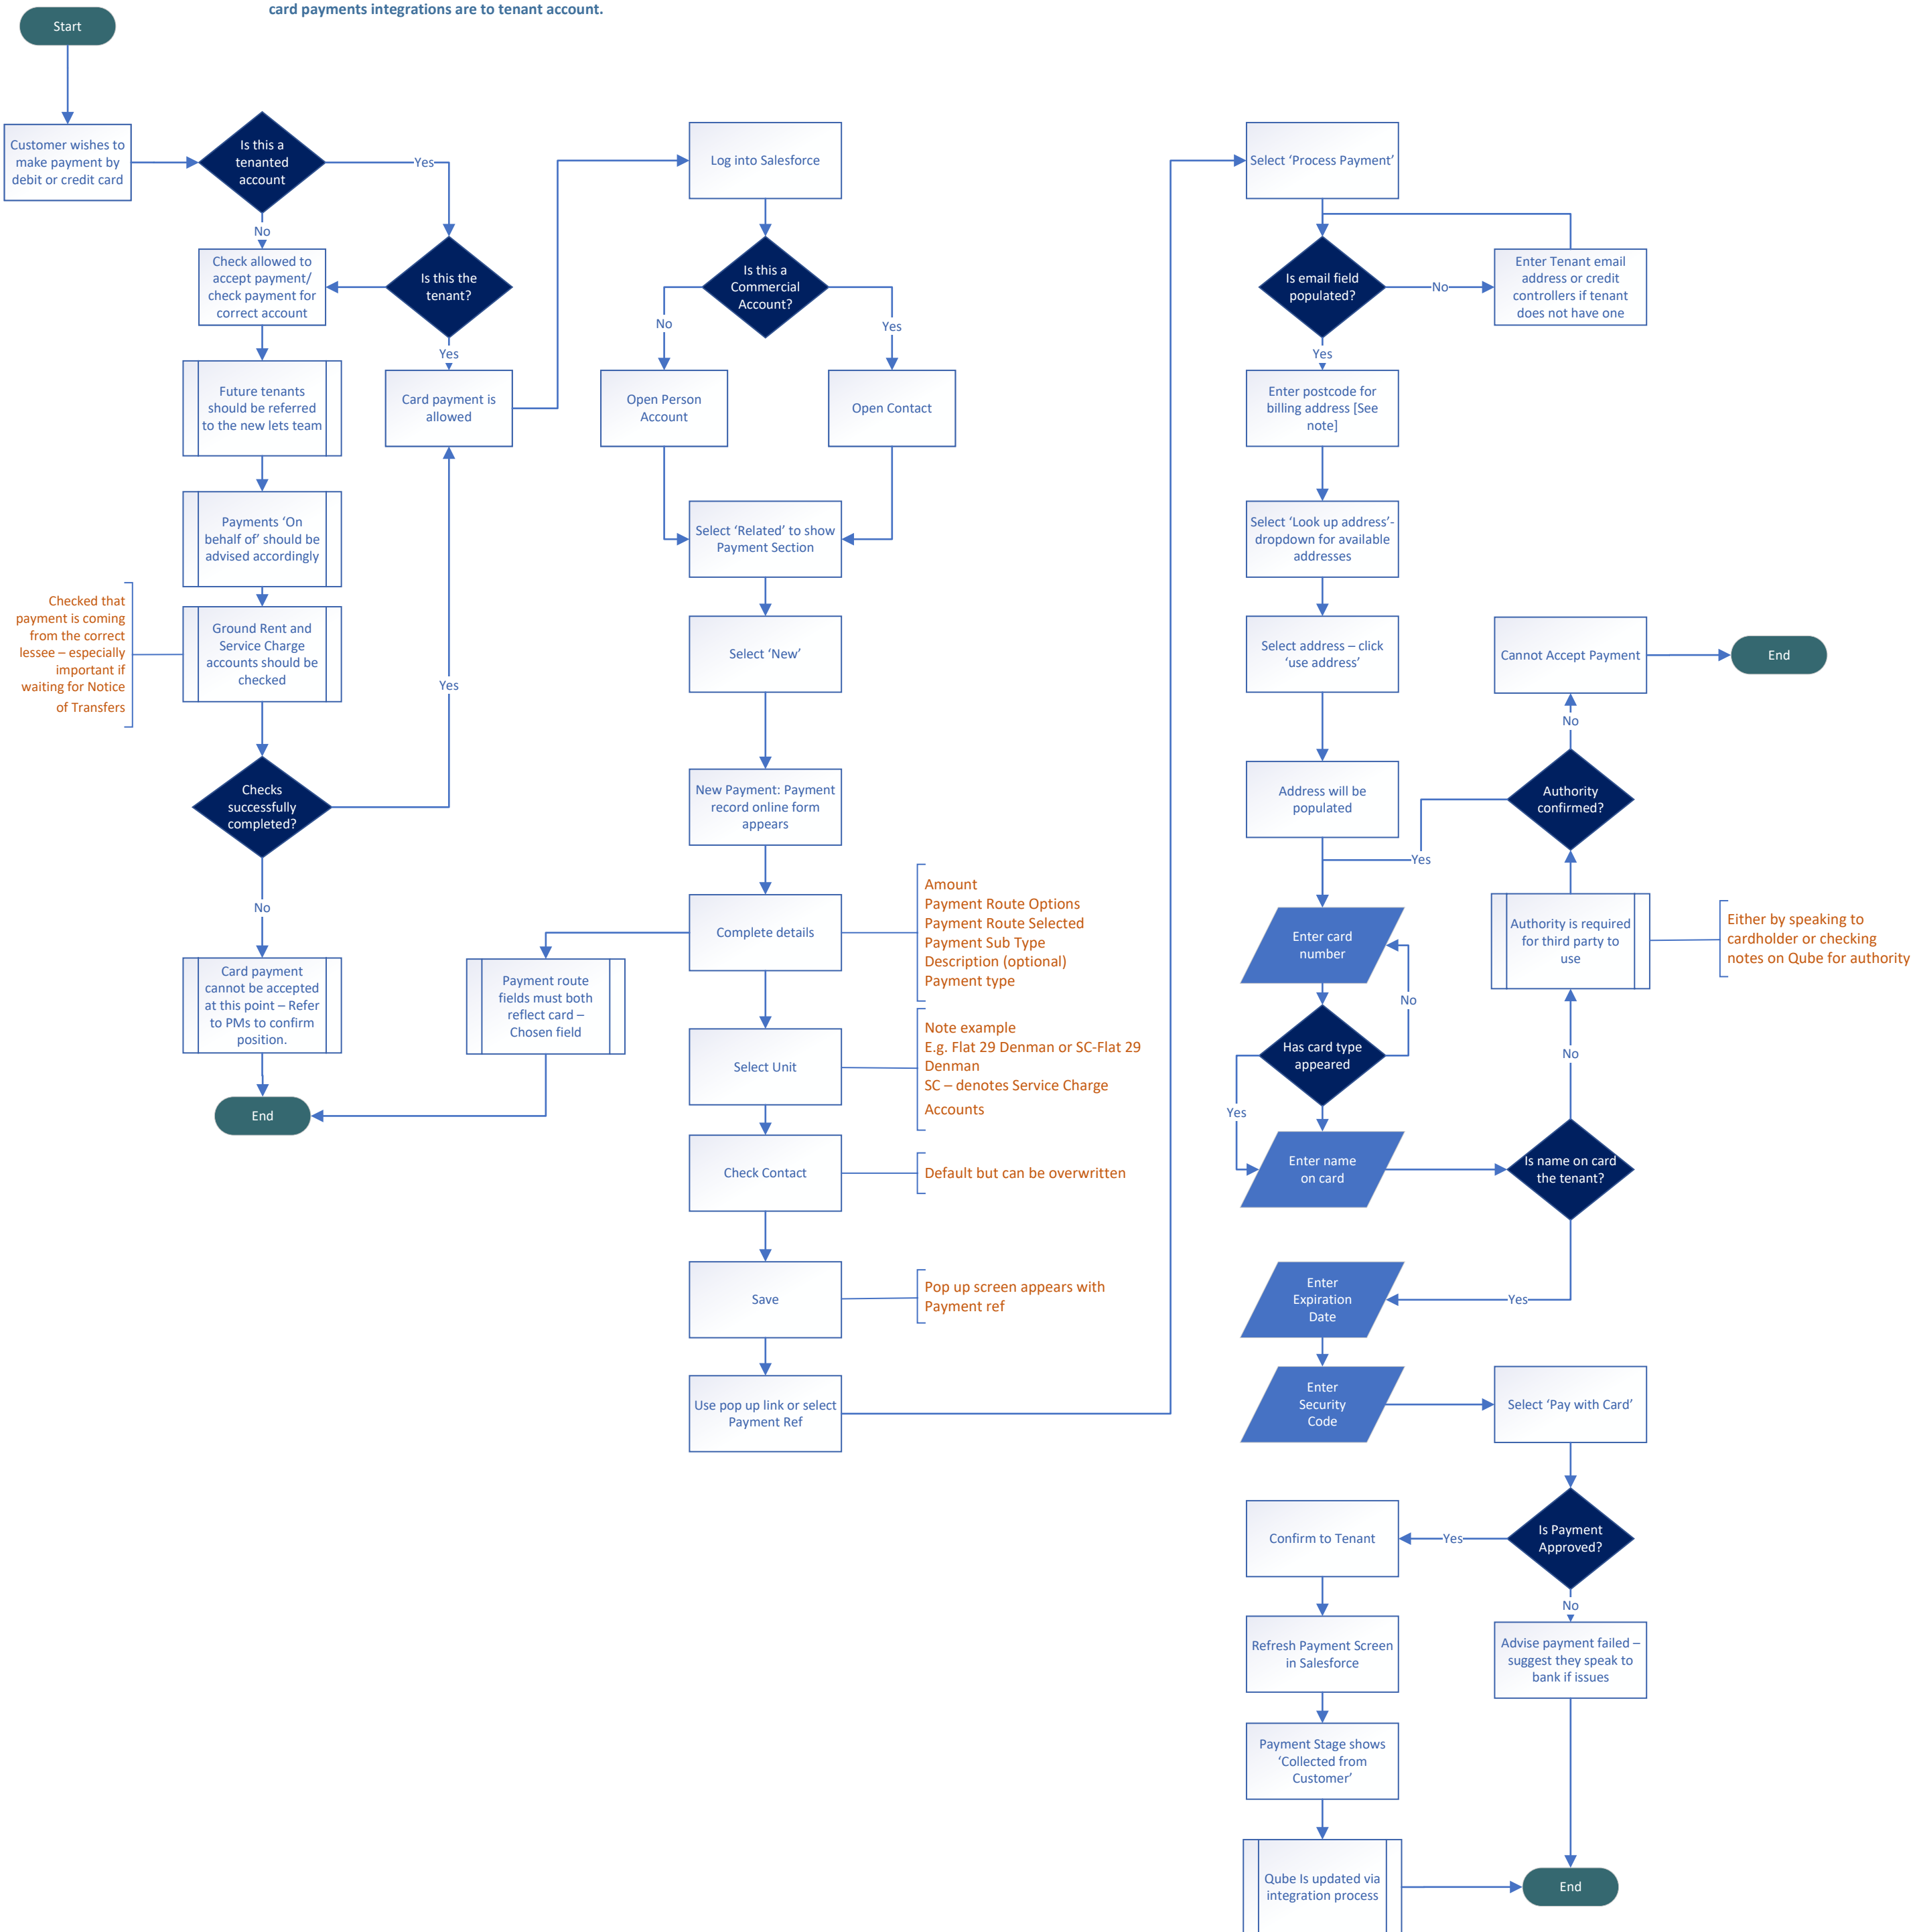 card payments integrations are to tenant account.
Start
Customer wishes to
make payment by
debit or credit card
Is this a
tenanted
account
Yes
No
Check allowed to
accept payment/
check payment for
correct account
Is this the
tenant?
Yes
Card payment is
allowed
Future tenants
should be referred
to the new lets team
Payments ‘On
behalf of’ should be
advised accordingly
Ground Rent and
Service Charge
accounts should be
checked
Checked that
payment is coming
from the correct
lessee – especially
important if
waiting for Notice
of Transfers
Checks
successfully
completed?
Yes
No
Card payment
cannot be accepted
at this point – Refer
to PMs to confirm
position.
End
Log into Salesforce
Is this a
Commercial
Account?
No
Yes
Open Person
Account
Open Contact
Select ‘Related’ to show
Payment Section
Select ‘New’
New Payment: Payment
record online form
appears
Complete details
Amount
Payment Route Options
Payment Route Selected
Payment Sub Type
Description (optional)
Payment type
Payment route
fields must both
reflect card –
Chosen field
Select Unit
Note example
E.g. Flat 29 Denman or SC-Flat 29
Denman
SC – denotes Service Charge
Accounts
Check Contact
Default but can be overwritten
Save
Pop up screen appears with
Payment ref
Use pop up link or select
Payment Ref
Select ‘Process Payment’
Is email field
populated?
No
Enter Tenant email
address or credit
controllers if tenant
does not have one
Yes
Enter postcode for
billing address [See
note]
Select ‘Look up address’-
dropdown for available
addresses
Select address – click
‘use address’
Address will be
populated
Enter card
number
Has card type
appeared
No
Yes
Enter name
on card
Is name on card
the tenant?
No
Authority is required
for third party to
use
Either by speaking to
cardholder or checking
notes on Qube for authority
Authority
confirmed?
Yes
No
Cannot Accept Payment
End
Yes
Enter
Expiration
Date
Enter
Security
Code
Select ‘Pay with Card’
Is Payment
Approved?
Yes
Confirm to Tenant
No
Advise payment failed –
suggest they speak to
bank if issues
Refresh Payment Screen
in Salesforce
Payment Stage shows
‘Collected from
Customer’
Qube Is updated via
integration process
End